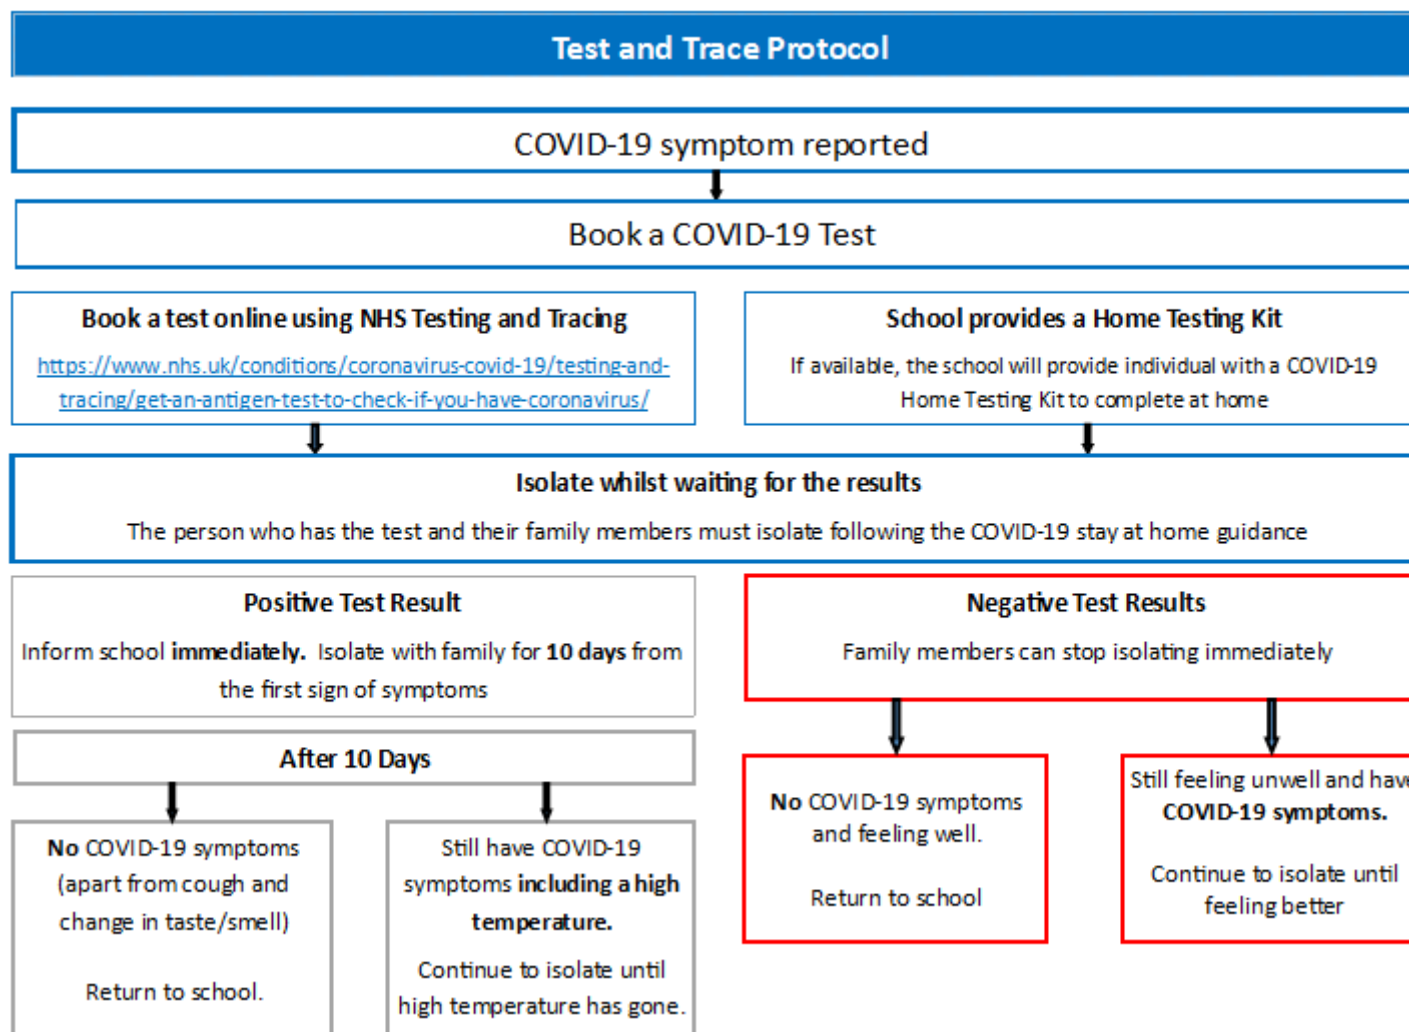 Test and Trace Protocol
COVID-19 symptom reported
Book a COVID-19 Test
Book a test online using NHS Testing and Tracing
https://www.nhs.uk/conditions/coronavirus-covid-19/testing-and-
tracing/get-an-antigen-test-to-check-if-you-have-coronavirus/
School provides a Home Testing Kit
If available, the school will provide individual with a COVID-19
Home Testing Kit to complete at home
Isolate whilst waiting for the results
The person who has the test and their family members must isolate following the COVID-19 stay at home guidance
Positive Test Result
Inform school immediately. Isolate with family for 10 days from
the first sign of symptoms
After 10 Days
No COVID-19 symptoms
(apart from cough and
change in taste/smell)
Return to school.
Still have COVID-19
symptoms including a high
temperature.
Continue to isolate until
high temperature has gone.
Negative Test Results
Family members can stop isolating immediately
No COVID-19 symptoms
and feeling well.
Return to school
Still feeling unwell and have
COVID-19 symptoms.
Continue to isolate until
feeling better